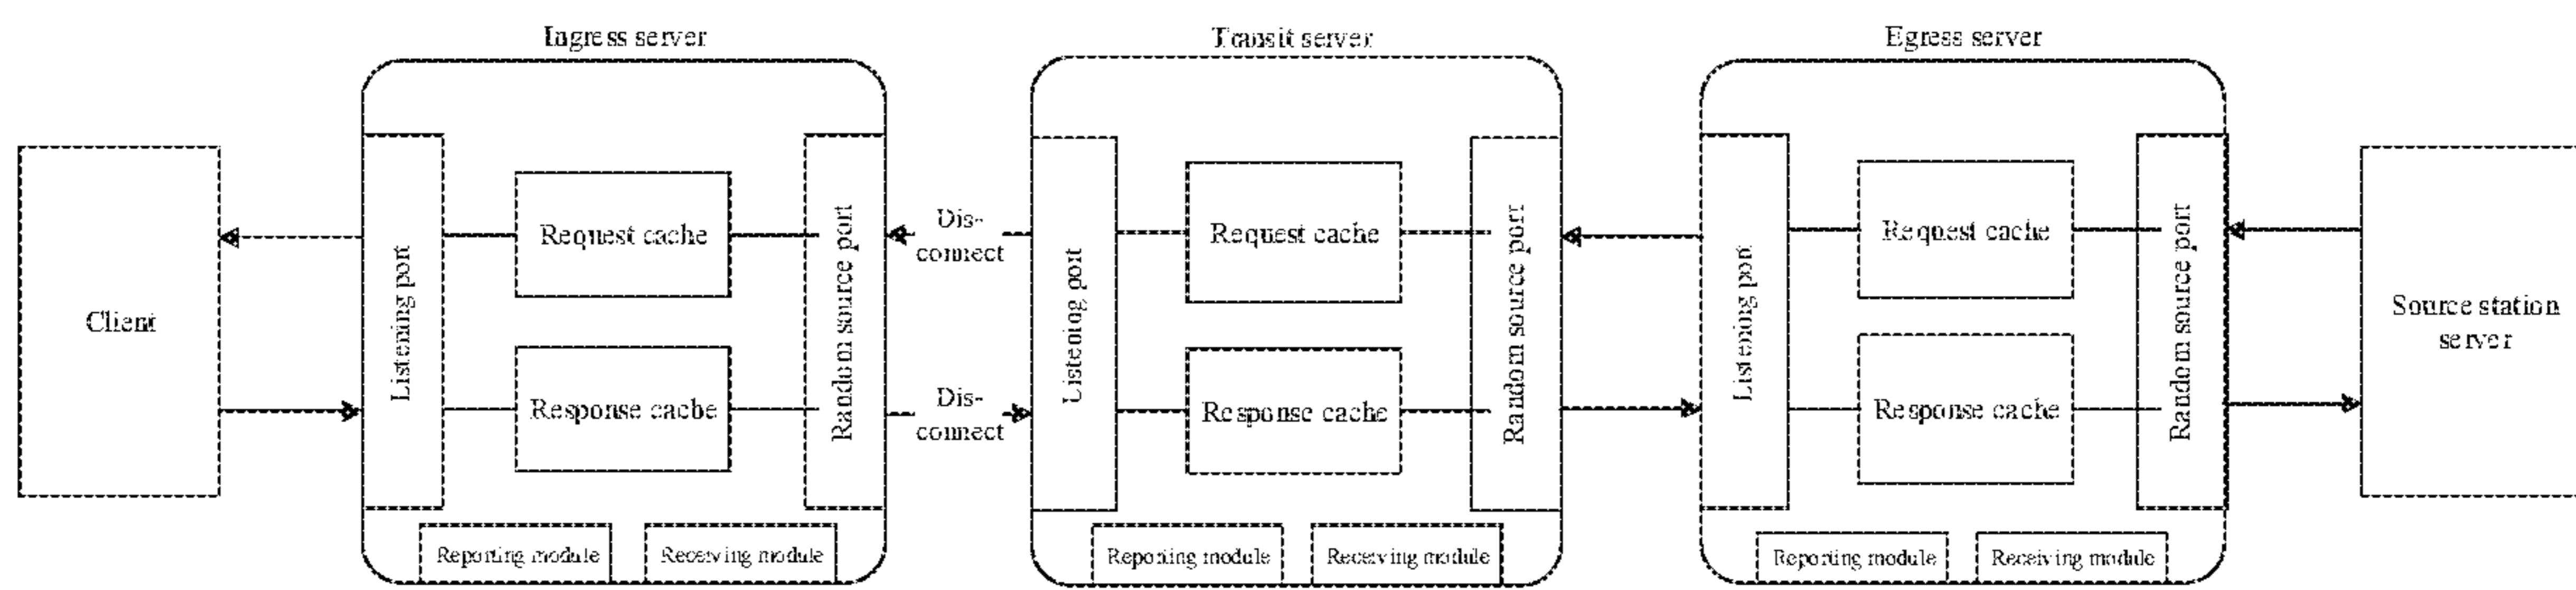 Ingress server
Transit server
Egress server
Client
Listening port
Request cache
Response cache
Random source port
Reporting module
Receiving module
Dis-
connect
Dis-
connect
Listening port
Request cache
Response cache
Random source port
Reporting module
Receiving module
Listening port
Request cache
Response cache
Random source port
Reporting module
Receiving module
Source station
server